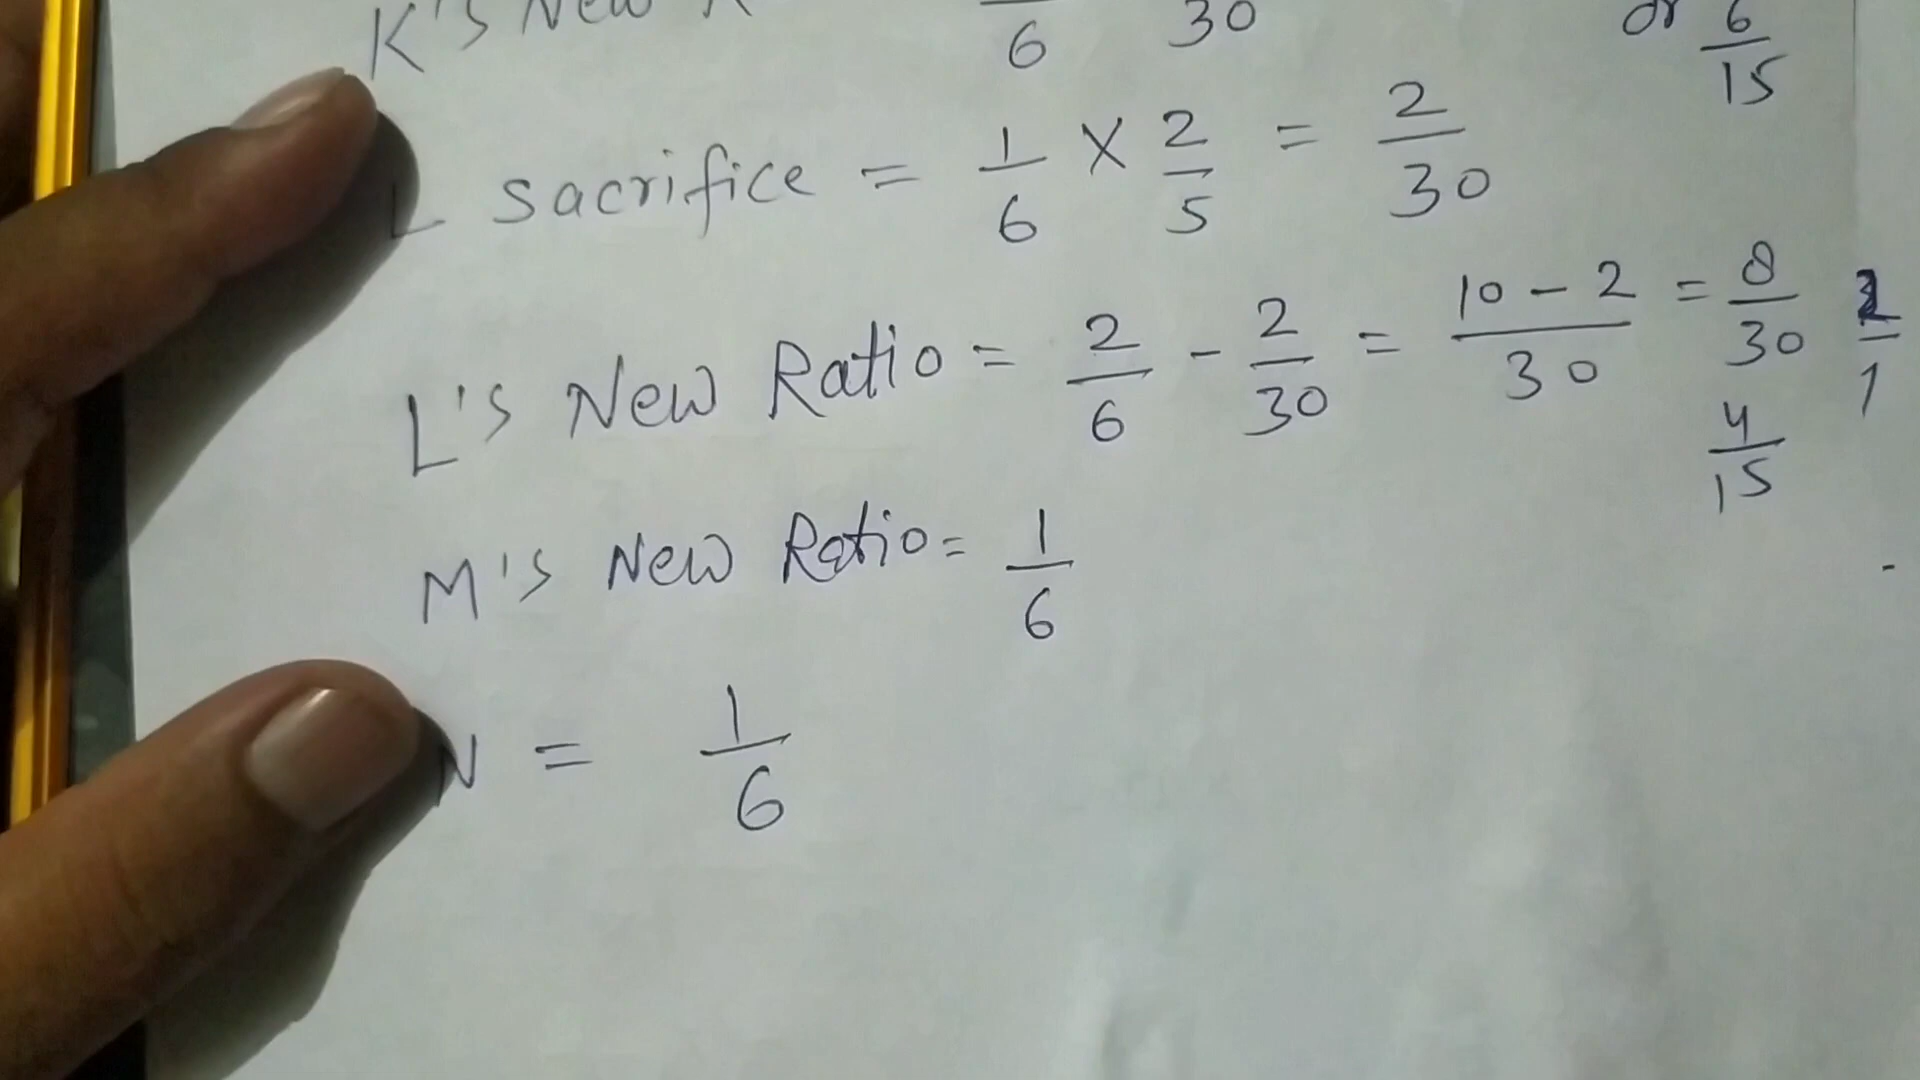 K's New 6 30 or 6/15
L sacrifice = 1/6 × 2/5 = 2/30
L's New Ratio = 2/6 - 2/30 = 10 - 2/30 = 8/30
4/15
M's New Ratio = 1/6
N = 1/6